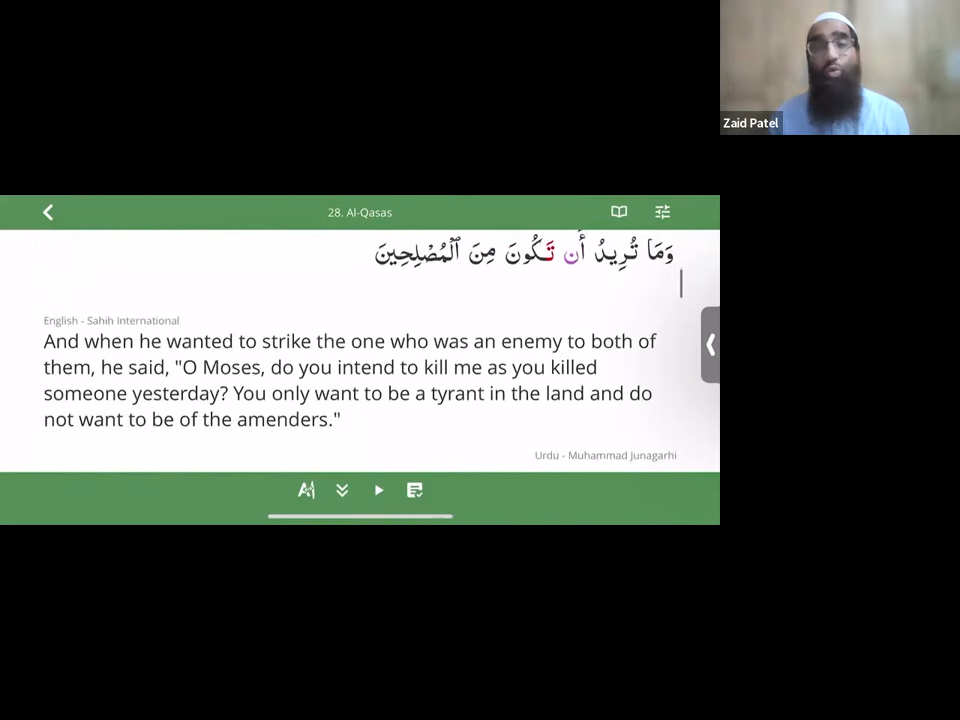 Zaid Patel
28. Al-Qasas
وَمَا تُرِيدُ أَن تَكُونَ مِنَ ٱلْمُصْلِحِينَ
English - Sahih International
And when he wanted to strike the one who was an enemy to both of
them, he said, "O Moses, do you intend to kill me as you killed
someone yesterday? You only want to be a tyrant in the land and do
not want to be of the amenders."
Urdu - Muhammad Junagarhi